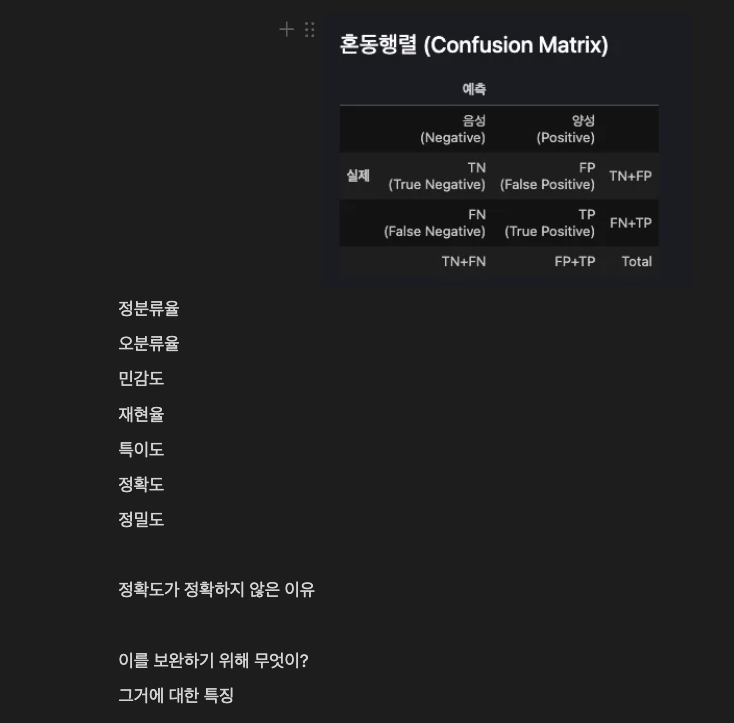 혼동행렬 (Confusion Matrix)
예측
음성 양성
(Negative) (Positive)
실제 TN FP TN+FP
(True Negative) (False Positive)
FN TP FN+TP
(False Negative) (True Positive)
TN+FN FP+TP Total
정분류율
오분류율
민감도
재현율
특이도
정확도
정밀도
정확도가 정확하지 않은 이유
이를 보완하기 위해 무엇이?
그거에 대한 특징